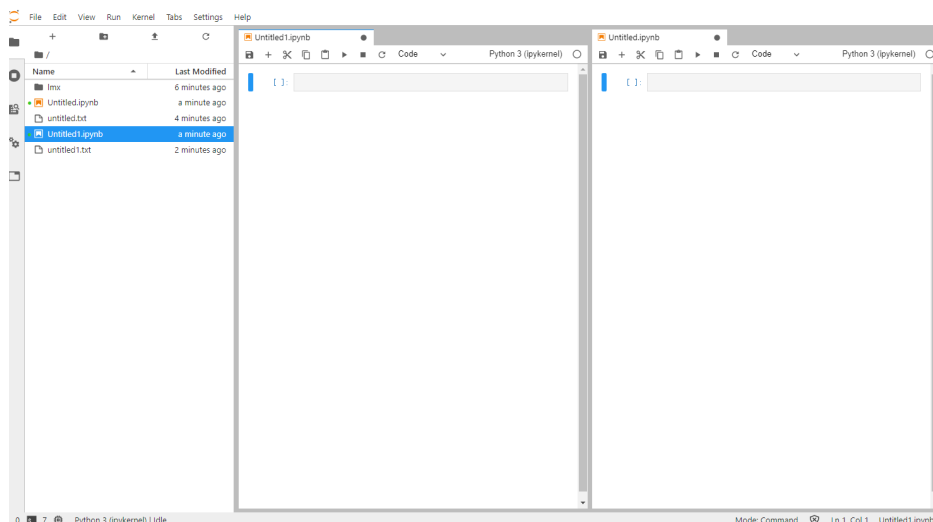 File Edit View Run Kernel Tabs Settings Help
Untitled1.ipynb
Untitled.ipynb
/
Code
Python 3 (ipykernel)
Code
Python 3 (ipykernel)
Name Last Modified
lmx 6 minutes ago
Untitled.ipynb a minute ago
untitled.txt 4 minutes ago
Untitled1.ipynb a minute ago
untitled1.txt 2 minutes ago
[ ]:
[ ]:
0 7 Python 3 (ipykernel) | Idle
Mode: Command Ln 1, Col 1 Untitled1.ipynb